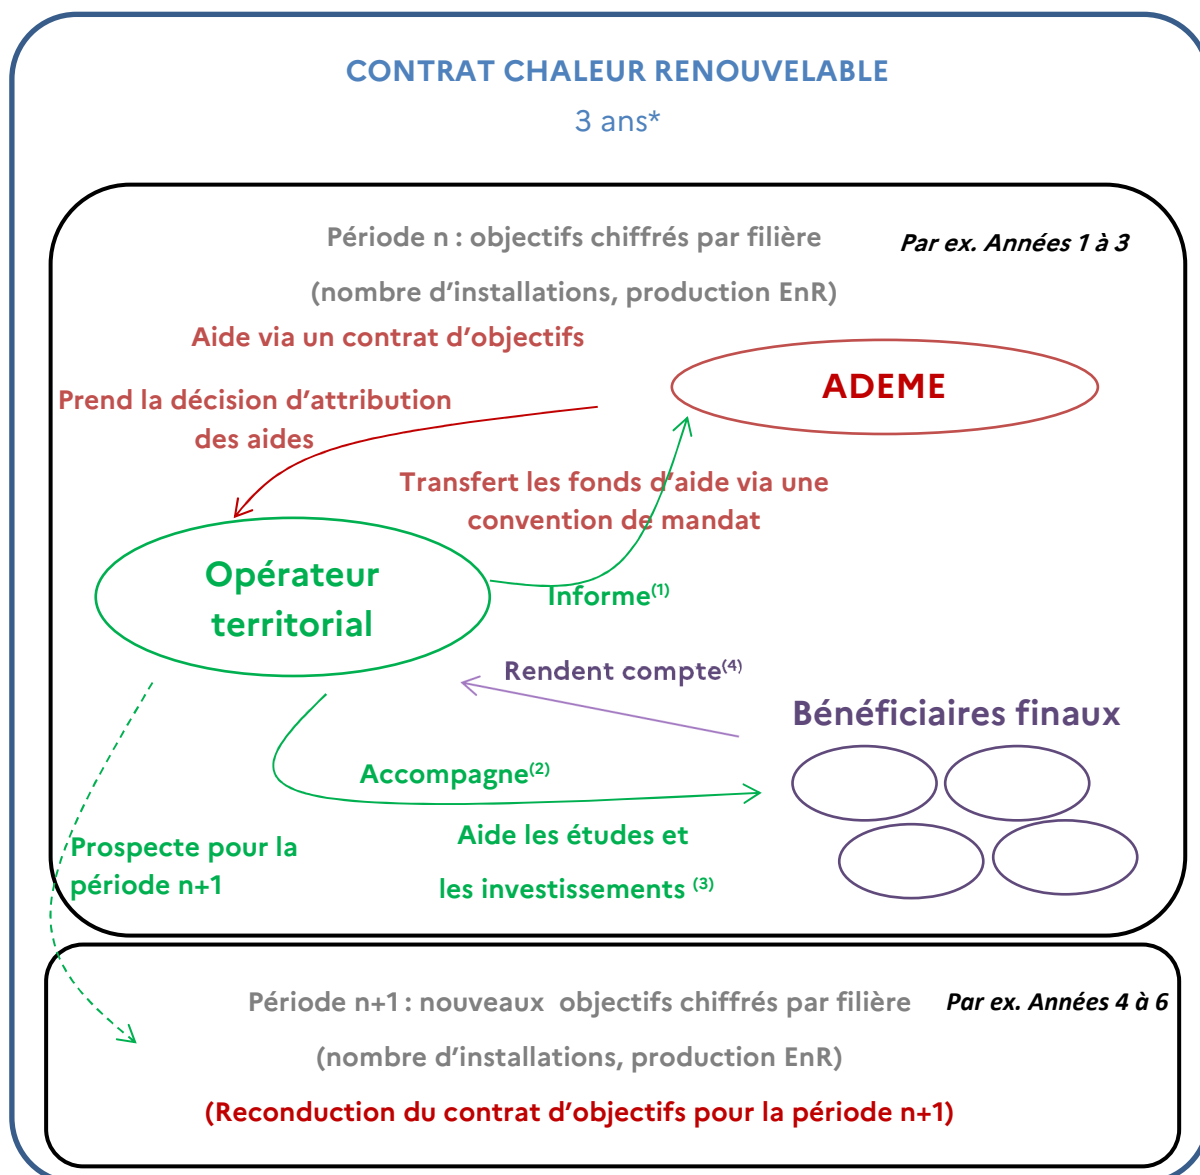 CONTRAT CHALEUR RENOUVELABLE
3 ans*
Période n : objectifs chiffrés par filière
Par ex. Années 1 à 3
(nombre d'installations, production EnR)
Aide via un contrat d'objectifs
ADEME
Prend la décision d'attribution
des aides
Transfert les fonds d'aide via une
convention de mandat
Opérateur
territorial
Informe(1)
Rendent compte(4)
Bénéficiaires finaux
Accompagne(2)
Aide les études et
les investissements (3)
Prospecte pour la
période n+1
Période n+1 : nouveaux objectifs chiffrés par filière
Par ex. Années 4 à 6
(nombre d'installations, production EnR)
(Reconduction du contrat d'objectifs pour la période n+1)